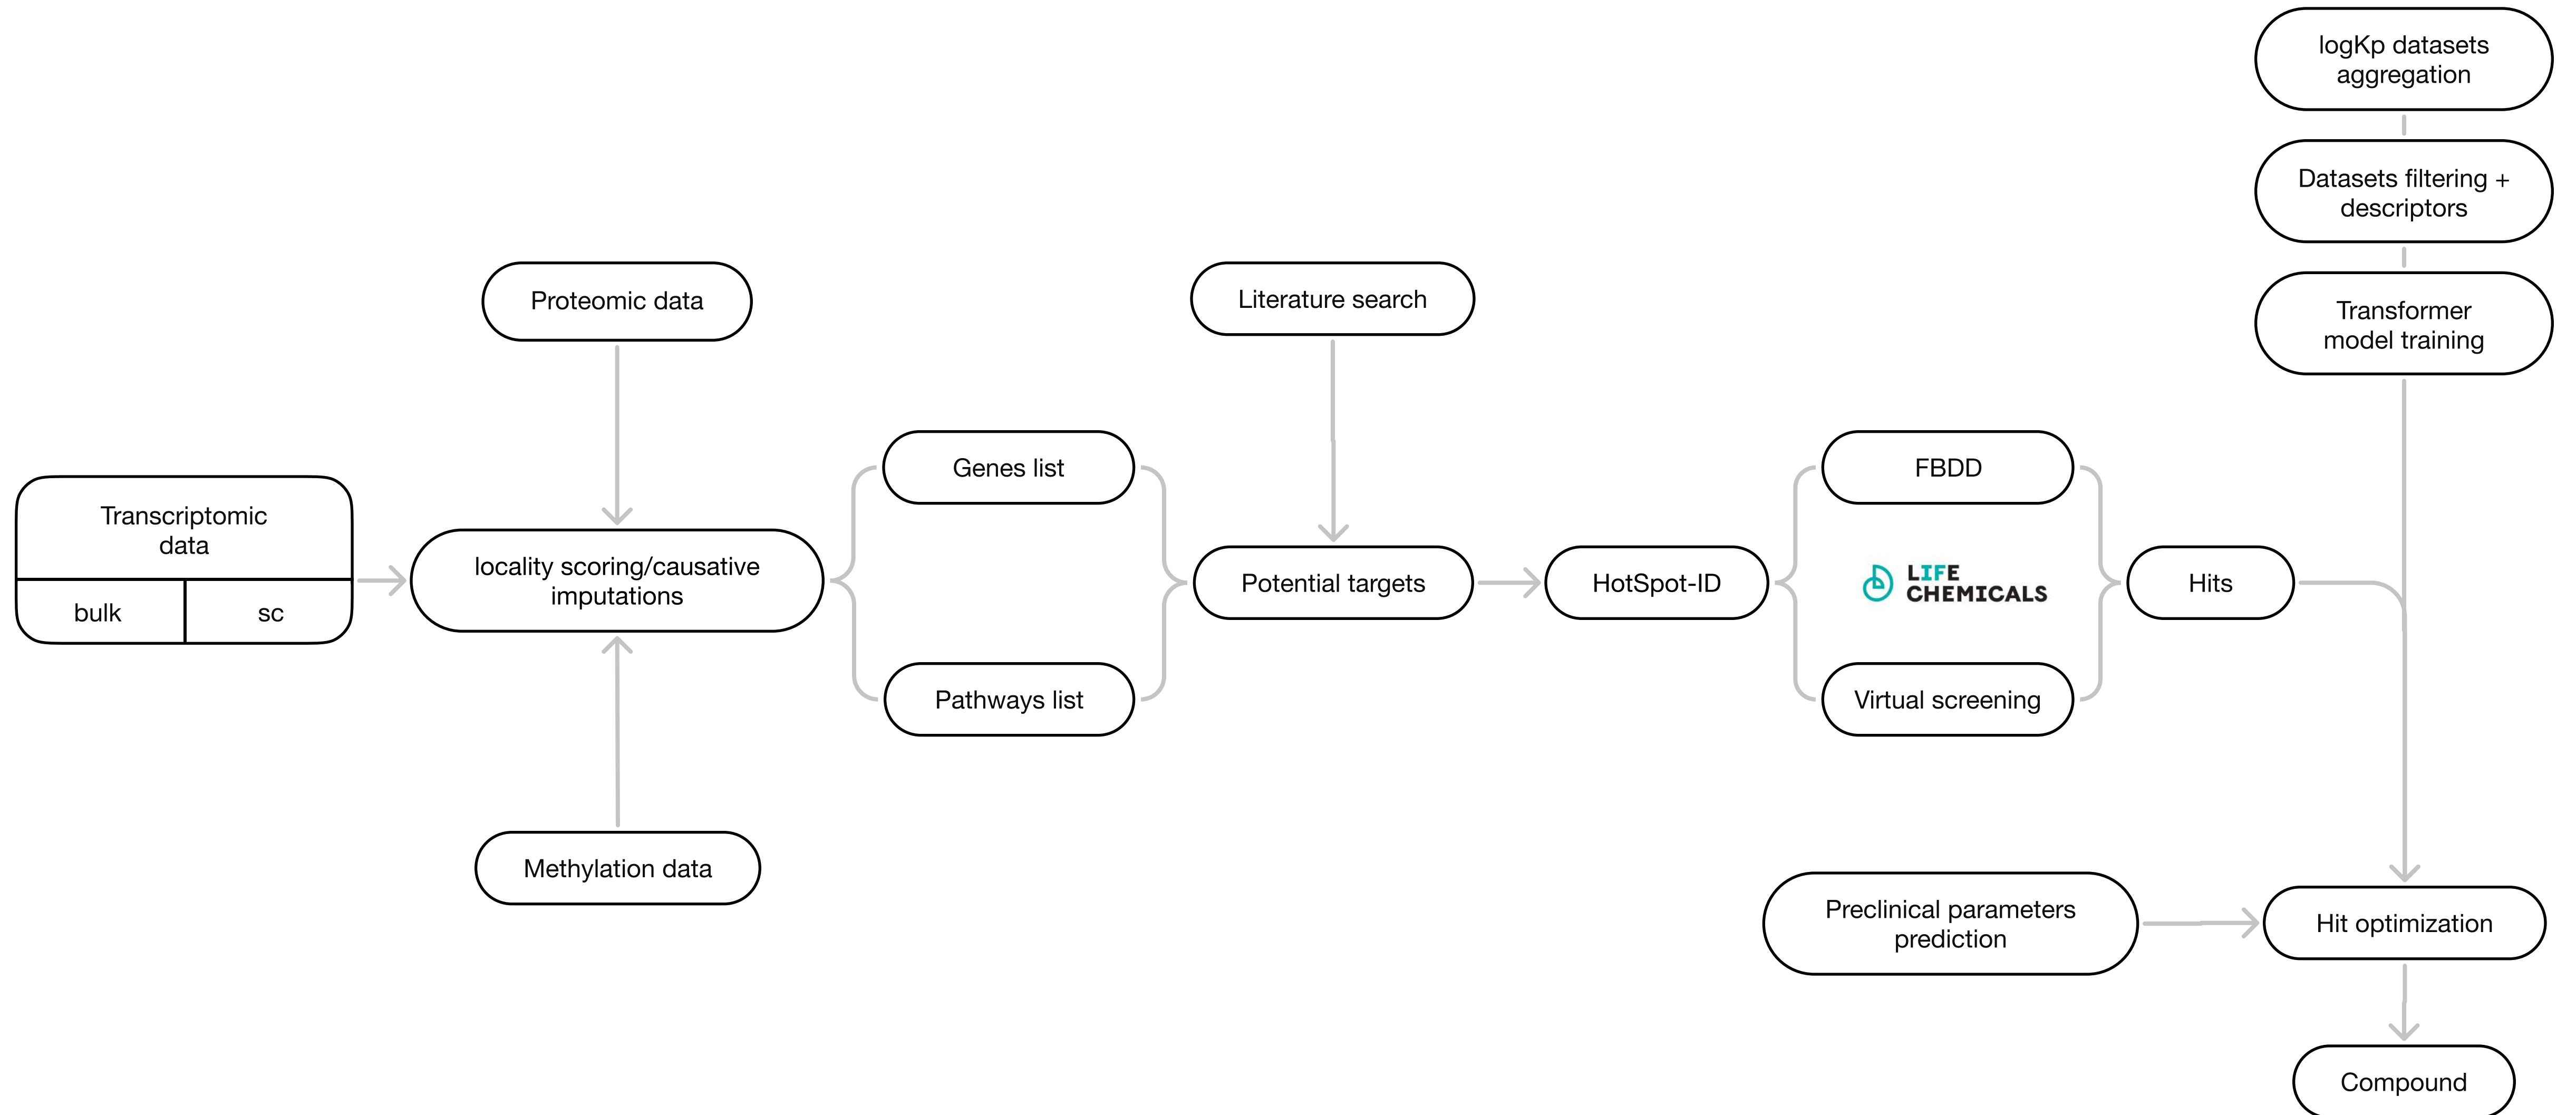 logKp datasets
aggregation
Datasets filtering +
descriptors
Transformer
model training
Proteomic data
Literature search
Transcriptomic
data
bulk
sc
locality scoring/causative
imputations
Genes list
Pathways list
Potential targets
HotSpot-ID
FBDD
LIFE
CHEMICALS
Virtual screening
Hits
Methylation data
Preclinical parameters
prediction
Hit optimization
Compound